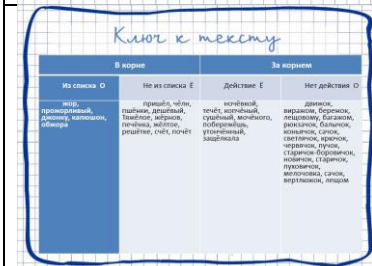 Ключ к тексту
В корне
За корнем
Из списка О
Не из списка Ё
Действие Ё
Нет действия О
жор,
прожорливый,
джонку, капюшон,
обжора
пришёл, чёлн,
пшёнки, дешёвый,
тяжёлое, жёрнов,
печёнка, жёлтое,
решётке, счёт, почёт
ночёвкой,
течёт, копчёный,
сушёный, мочёного,
побережёшь,
утончённый,
защёлкала
движок,
виражом, бережок,
лещовому, багажом,
рюкзачок, балычок,
коньячок, сачок,
светлячок, крючок,
червячок, пучок,
старичок-боровичок,
новичок, старичок,
пуховичок,
мелочовка, сачок,
вертлюжок, лещом